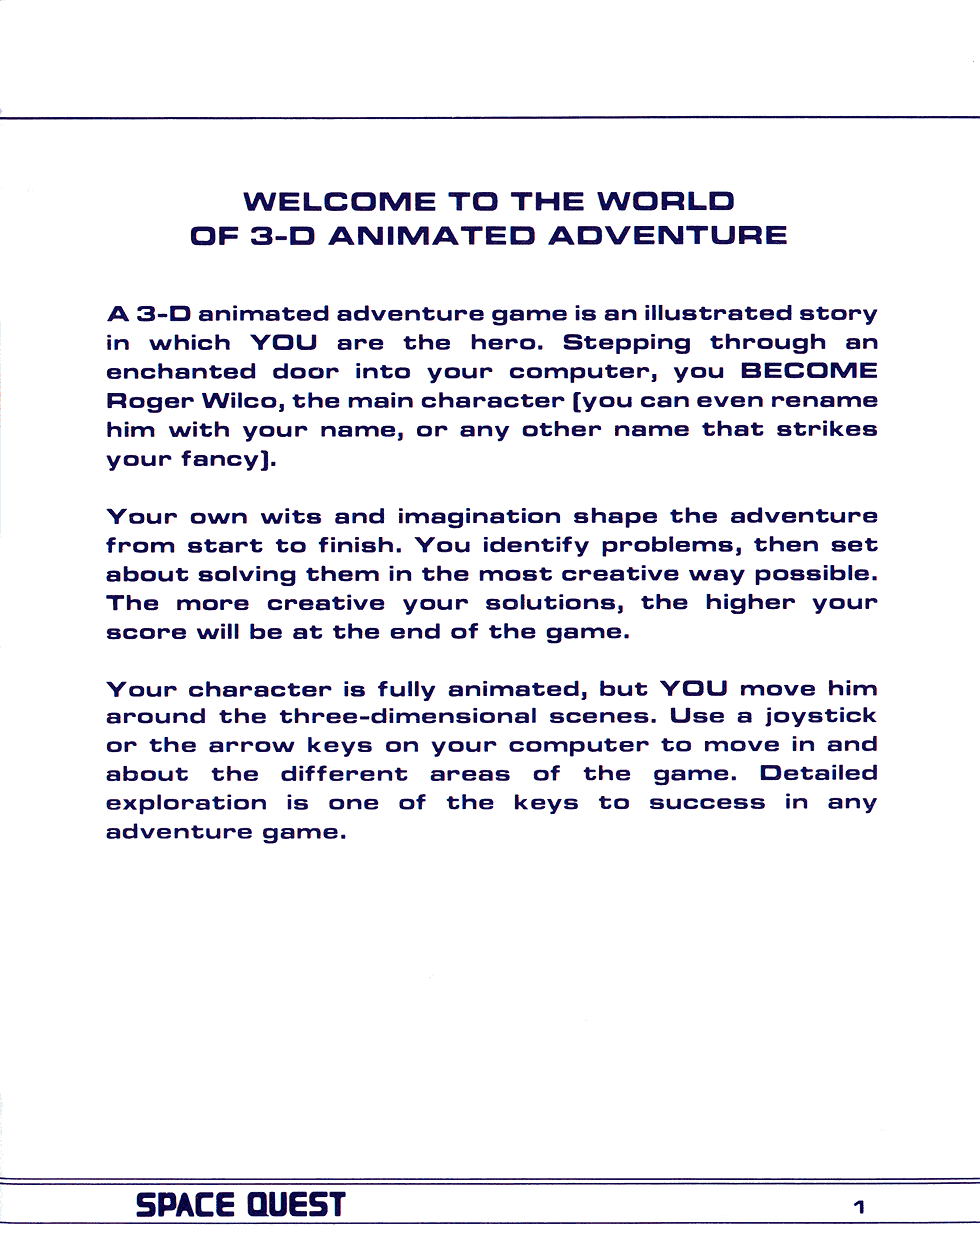 WELCOME TO THE WORLD
OF 3-D ANIMATED ADVENTURE
A 3-D animated adventure game is an illustrated story
in which YOU are the hero. Stepping through an
enchanted door into your computer, you BECOME
Roger Wilco, the main character (you can even rename
him with your name, or any other name that strikes
your fancy).
Your own wits and imagination shape the adventure
from start to finish. You identify problems, then set
about solving them in the most creative way possible.
The more creative your solutions, the higher your
score will be at the end of the game.
Your character is fully animated, but YOU move him
around the three-dimensional scenes. Use a joystick
or the arrow keys on your computer to move in and
about the different areas of the game. Detailed
exploration is one of the keys to success in any
adventure game.
SPACE QUEST 1